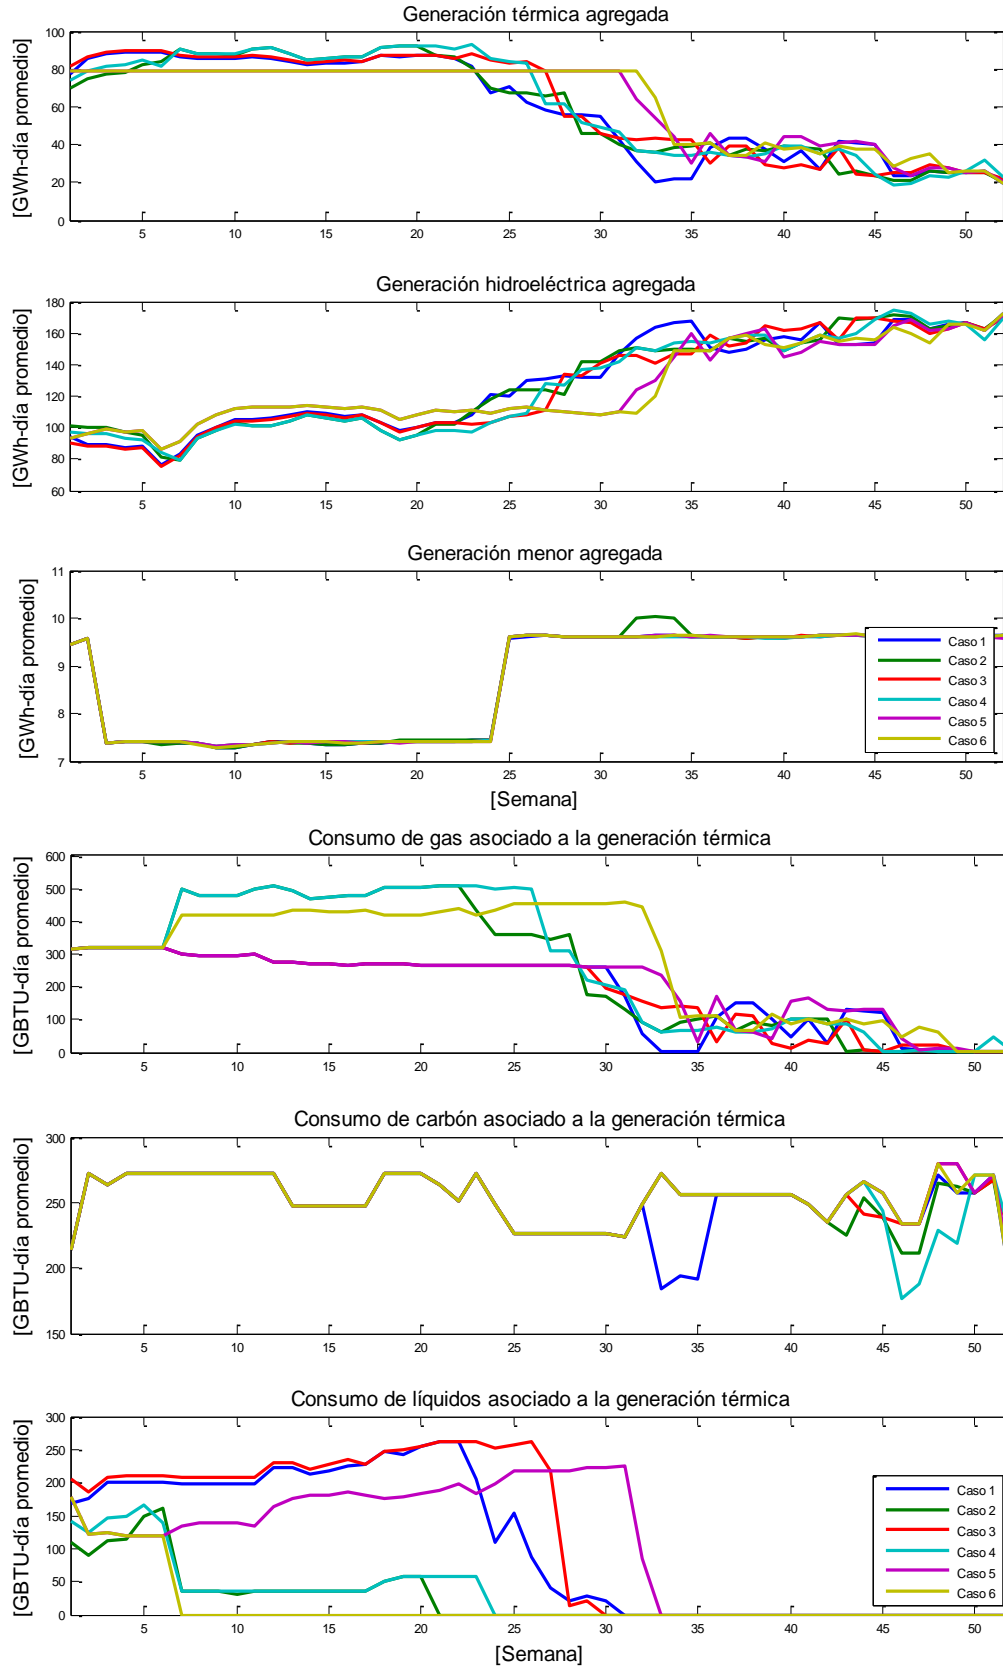 Generación térmica agregada
[GWh-día promedio]
100
80
60
40
20
0
5 10 15 20 25 30 35 40 45 50
Generación hidroeléctrica agregada
[GWh-día promedio]
180
160
140
120
100
80
60
5 10 15 20 25 30 35 40 45 50
Generación menor agregada
[GWh-día promedio]
11
10
9
8
7
Caso 1
Caso 2
Caso 3
Caso 4
Caso 5
Caso 6
5 10 15 20 25 30 35 40 45 50
[Semana]
Consumo de gas asociado a la generación térmica
[GBTU-día promedio]
600
500
400
300
200
100
0
5 10 15 20 25 30 35 40 45 50
Consumo de carbón asociado a la generación térmica
[GBTU-día promedio]
300
250
200
150
5 10 15 20 25 30 35 40 45 50
Consumo de líquidos asociado a la generación térmica
[GBTU-día promedio]
300
250
200
150
100
50
0
Caso 1
Caso 2
Caso 3
Caso 4
Caso 5
Caso 6
5 10 15 20 25 30 35 40 45 50
[Semana]